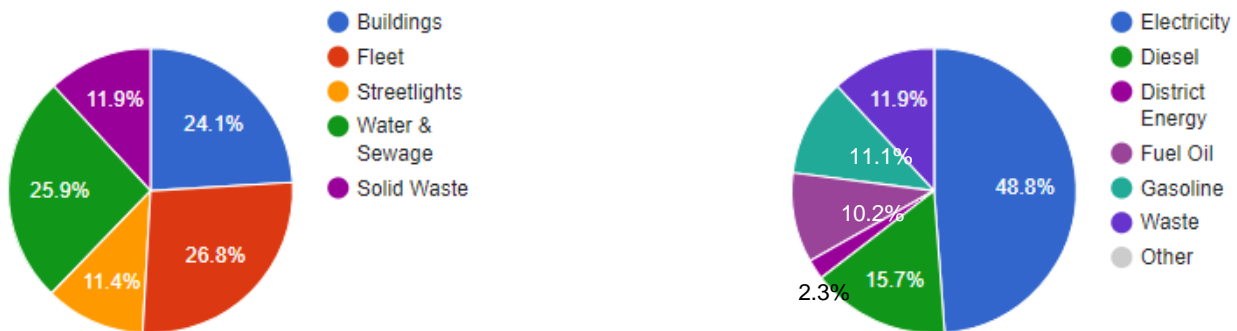 Buildings
Fleet
Streetlights
Water &
Sewage
Solid Waste
11.9%
24.1%
25.9%
26.8%
11.4%
Electricity
Diesel
District
Energy
Fuel Oil
Gasoline
Waste
Other
11.9%
11.1%
48.8%
10.2%
15.7%
2.3%